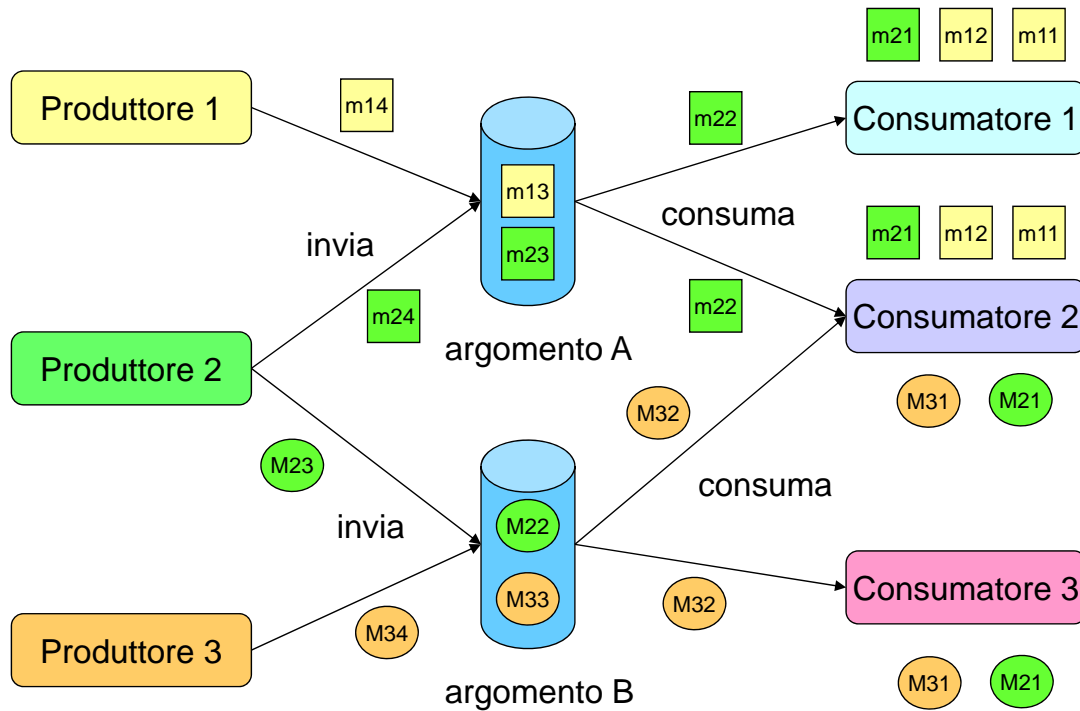 m21 m12 m11
Produttore 1
m14
m22
Consumatore 1
m13
consuma
m21 m12 m11
invia
m23
m24
m22
Consumatore 2
argomento A
Produttore 2
M32
M31 M21
M23
consuma
invia
M22
Consumatore 3
M33
M32
Produttore 3
M34
argomento B
M31 M21